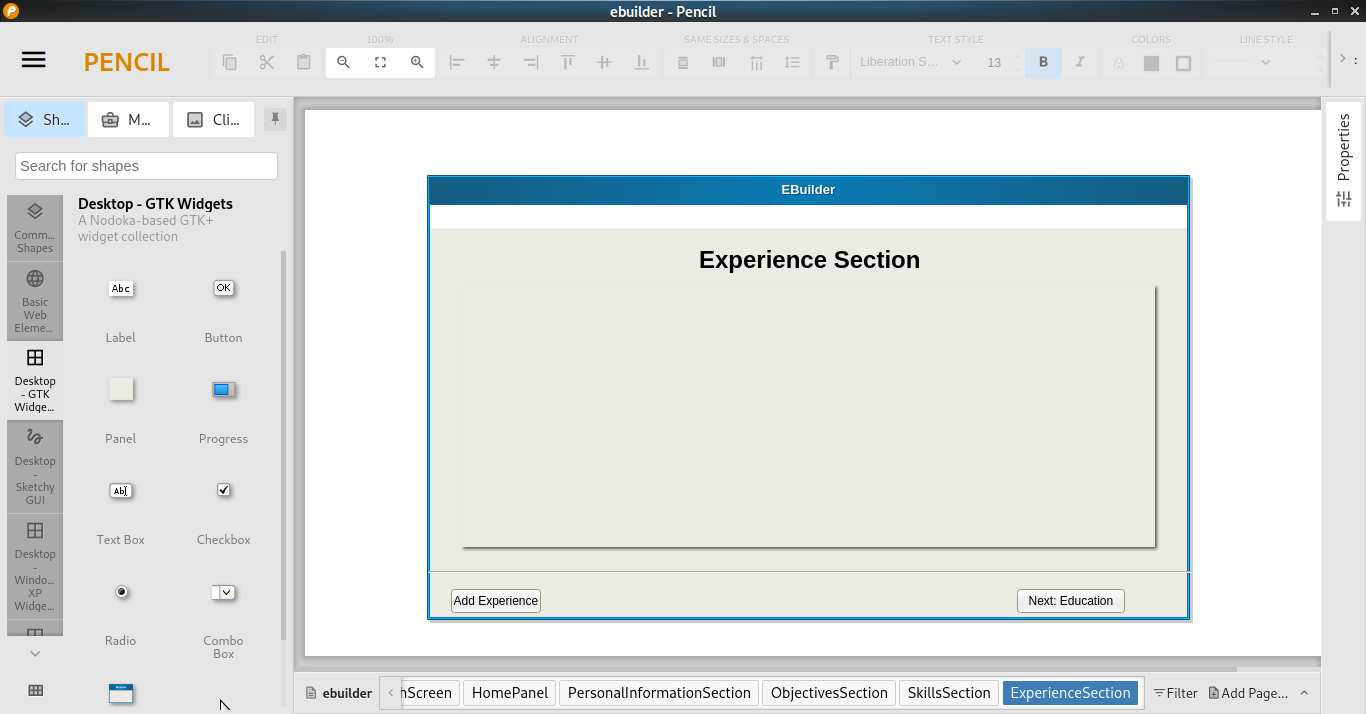 ebuilder - Pencil
EDIT
100%
ALIGNMENT
SAME SIZES & SPACES
TEXT STYLE
COLORS
LINE STYLE
PENCIL
Liberation S...
13
B
I
A
Sh...
M...
Cli...
Search for shapes
Properties
Comm...
Shapes
Basic
Web
Eleme...
Desktop
- GTK
Widge...
Desktop
-
Sketchy
GUI
Desktop
-
Windo...
XP
Widge...
Desktop - GTK Widgets
A Nodoka-based GTK+
widget collection
Abc
OK
Label
Button
Panel
Progress
Abc
Text Box
Checkbox
Radio
Combo
Box
EBuilder
Experience Section
Add Experience
Next: Education
ebuilder
hScreen
HomePanel
PersonalInformationSection
ObjectivesSection
SkillsSection
ExperienceSection
Filter
Add Page...